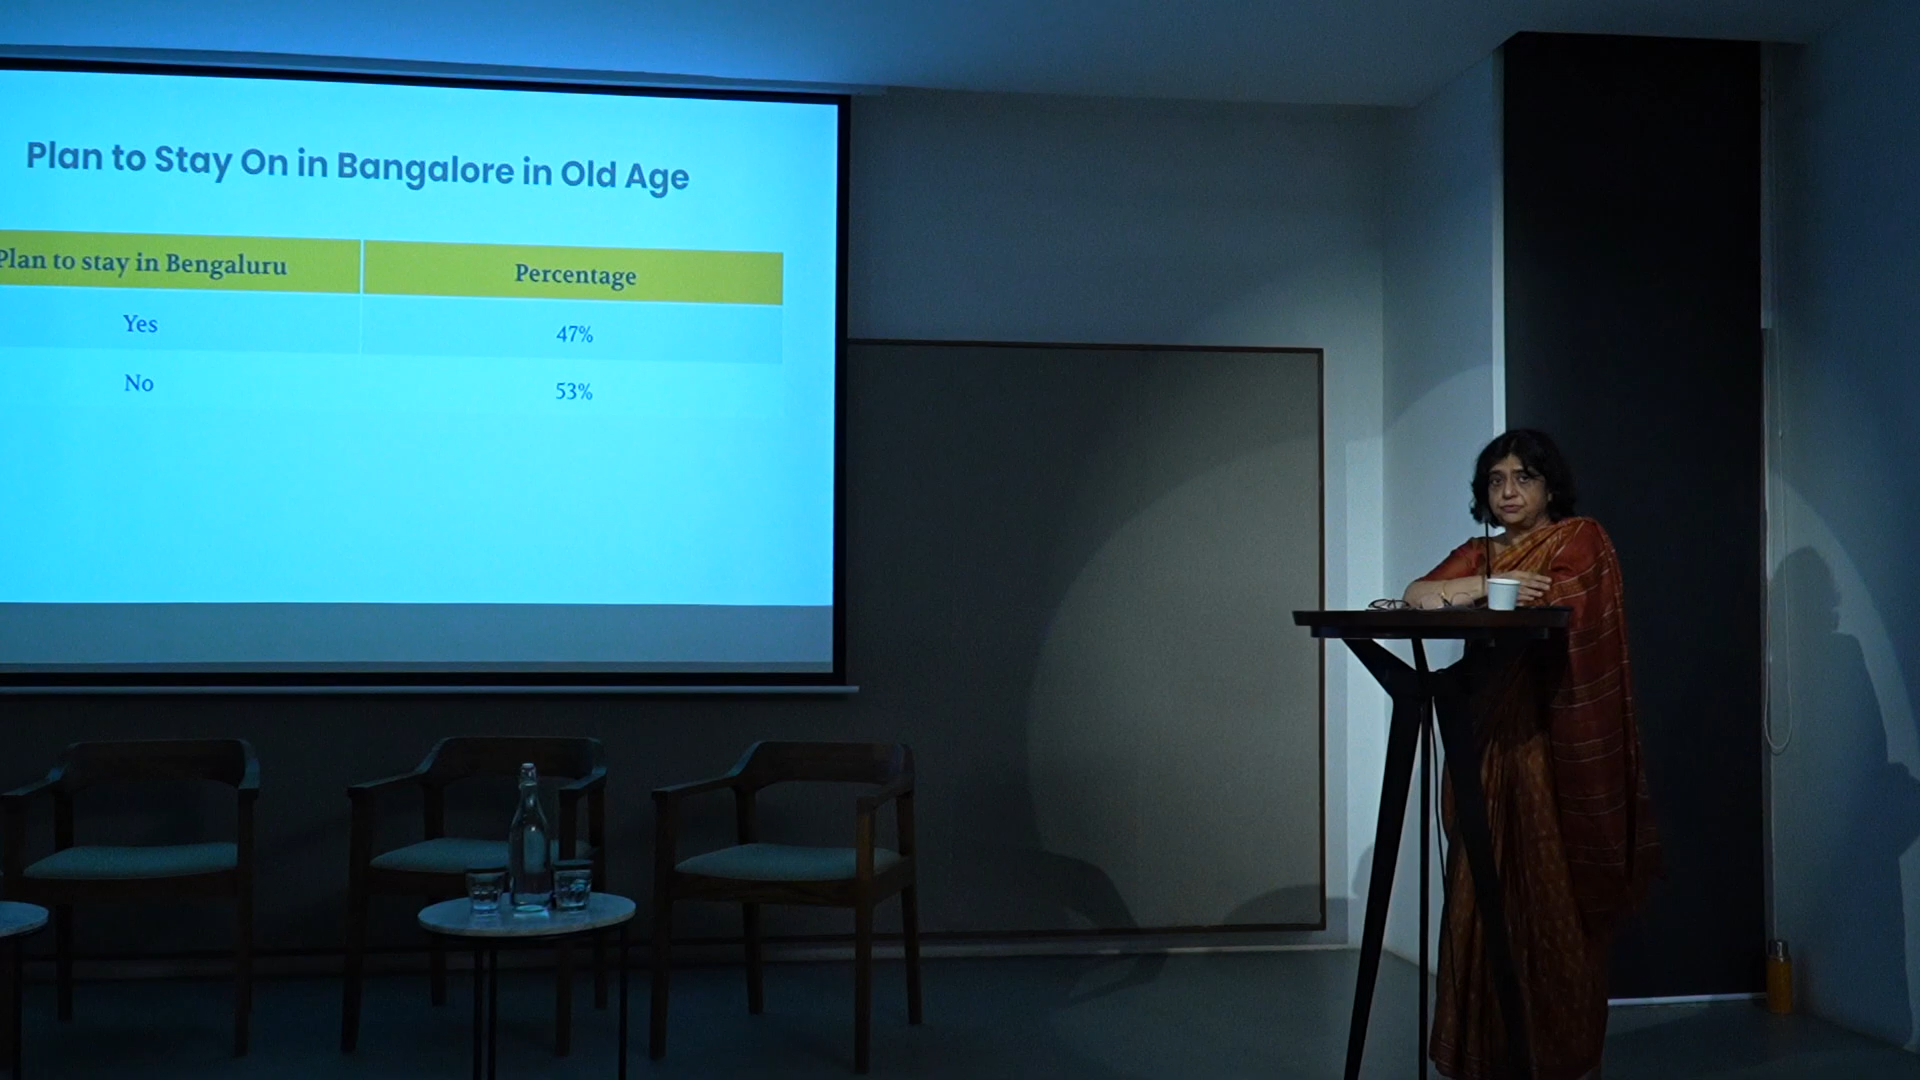 Plan to Stay On in Bangalore in Old Age
Plan to stay in Bengaluru Percentage
Yes 47%
No 53%